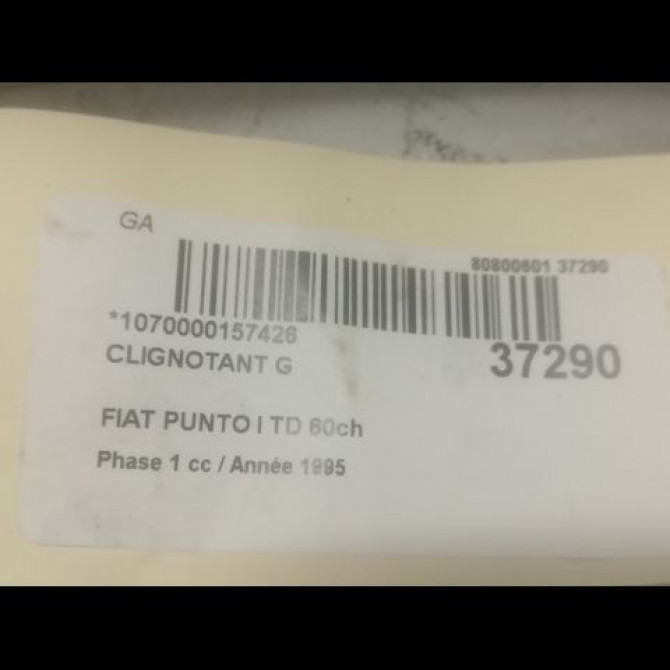 GA
80800601 37290
*1070000157426
37290
CLIGNOTANT G
FIAT PUNTO I TD 60ch
Phase 1 cc / Année 1995